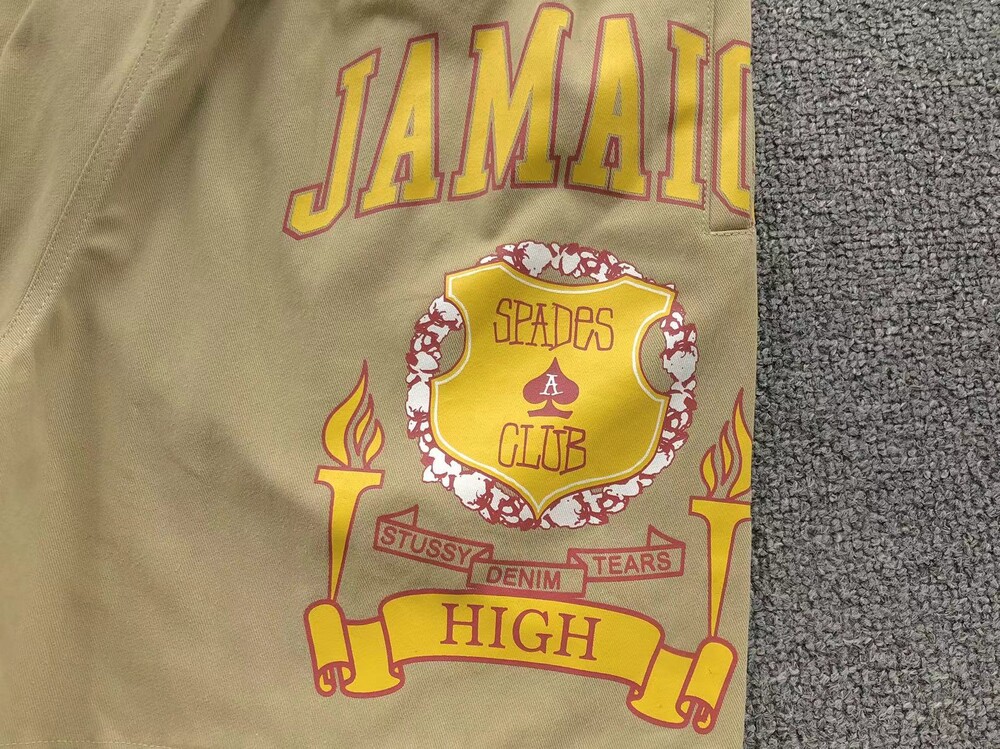 JAMAIC
SPADES
A
CLUB
STUSSY DENIM TEARS
HIGH